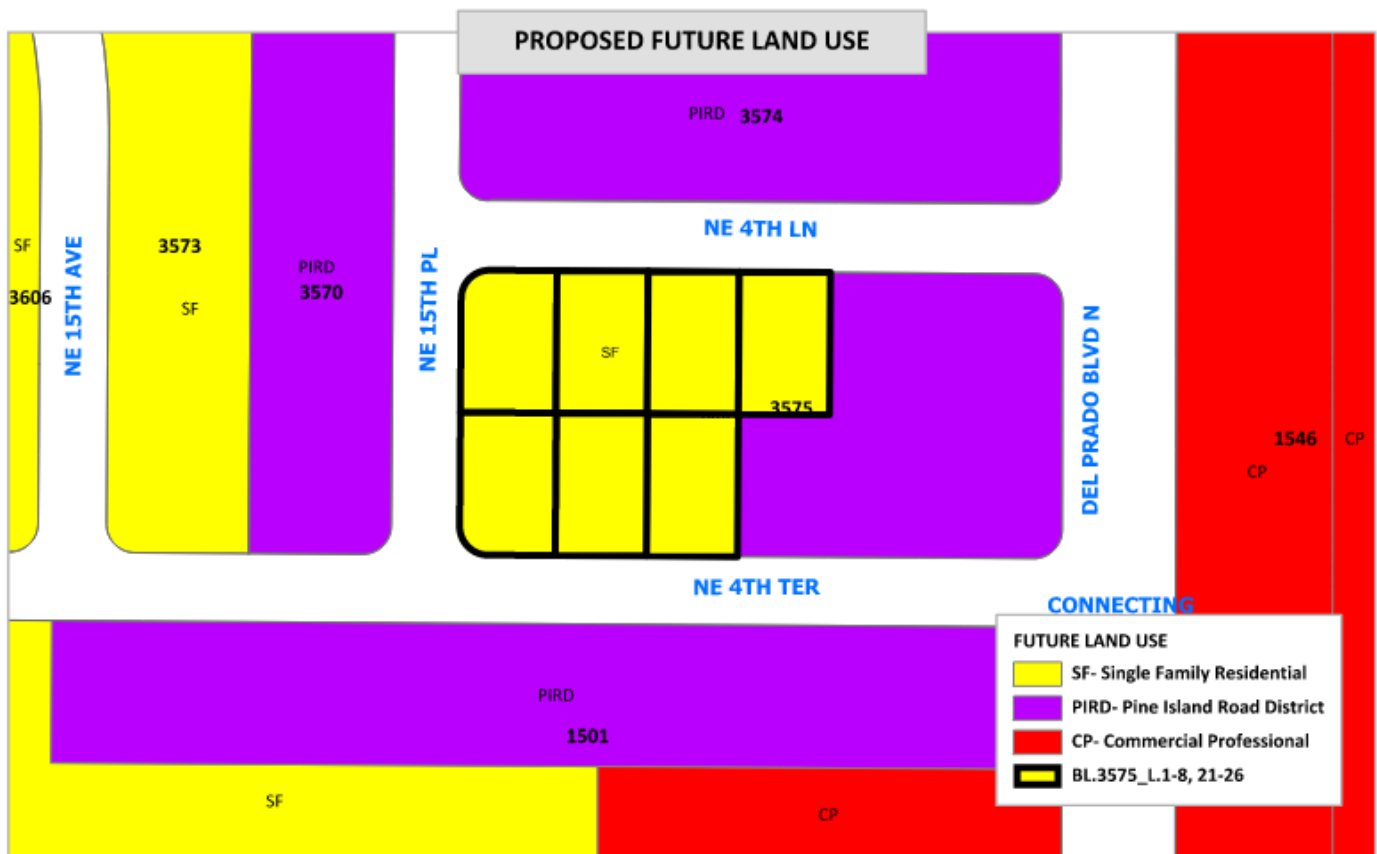 PROPOSED FUTURE LAND USE
PIRD 3574
NE 4TH LN
SF
3606
NE 15TH AVE
3573
SF
PIRD
3570
NE 15TH PL
SF
3575
DEL PRADO BLVD N
1546
CP
CP
NE 4TH TER
CONNECTING
PIRD
1501
SF
CP
FUTURE LAND USE
SF- Single Family Residential
PIRD- Pine Island Road District
CP- Commercial Professional
BL.3575_L.1-8, 21-26